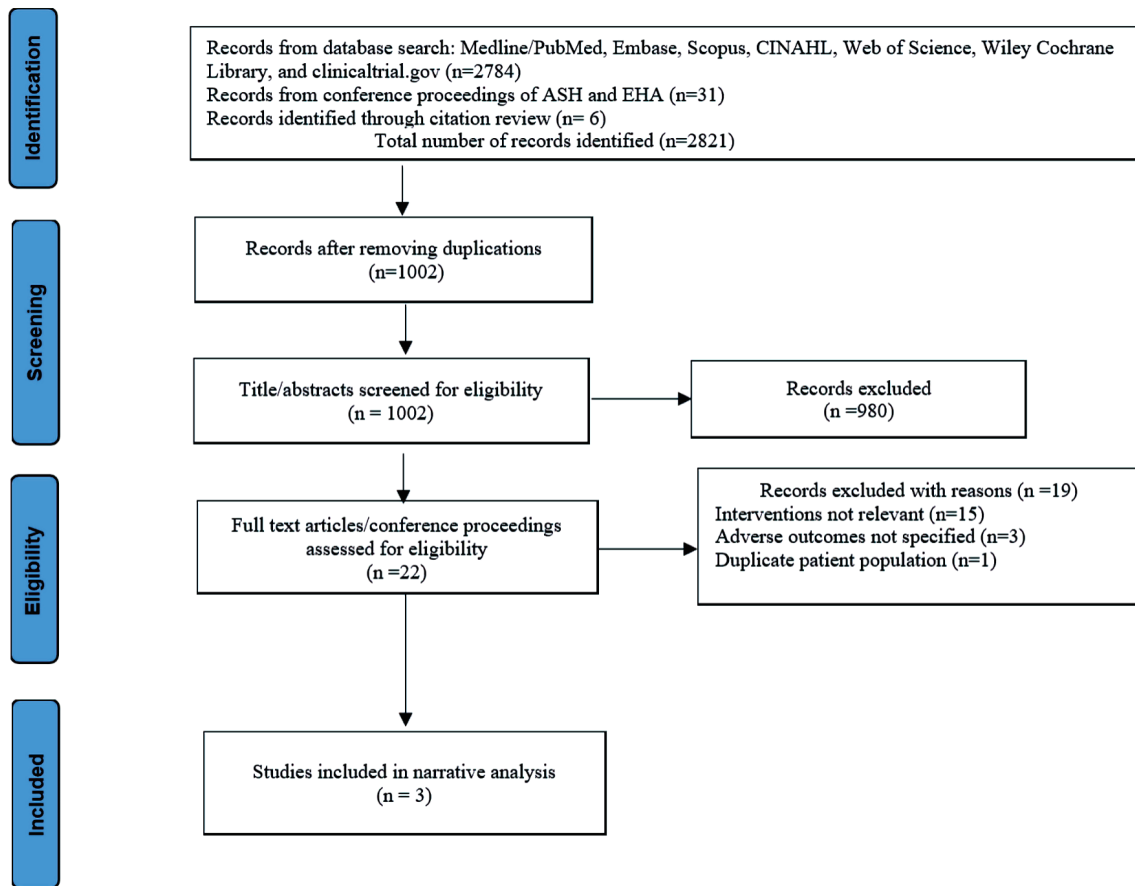 Identification
Records from database search: Medline/PubMed, Embase, Scopus, CINAHL, Web of Science, Wiley Cochrane
Library, and clinicaltrial.gov (n=2784)
Records from conference proceedings of ASH and EHA (n=31)
Records identified through citation review (n= 6)
Total number of records identified (n=2821)
Screening
Records after removing duplications
(n=1002)
Title/abstracts screened for eligibility
(n = 1002)
Records excluded
(n =980)
Eligibility
Full text articles/conference proceedings
assessed for eligibility
(n =22)
Records excluded with reasons (n =19)
Interventions not relevant (n=15)
Adverse outcomes not specified (n=3)
Duplicate patient population (n=1)
Included
Studies included in narrative analysis
(n = 3)